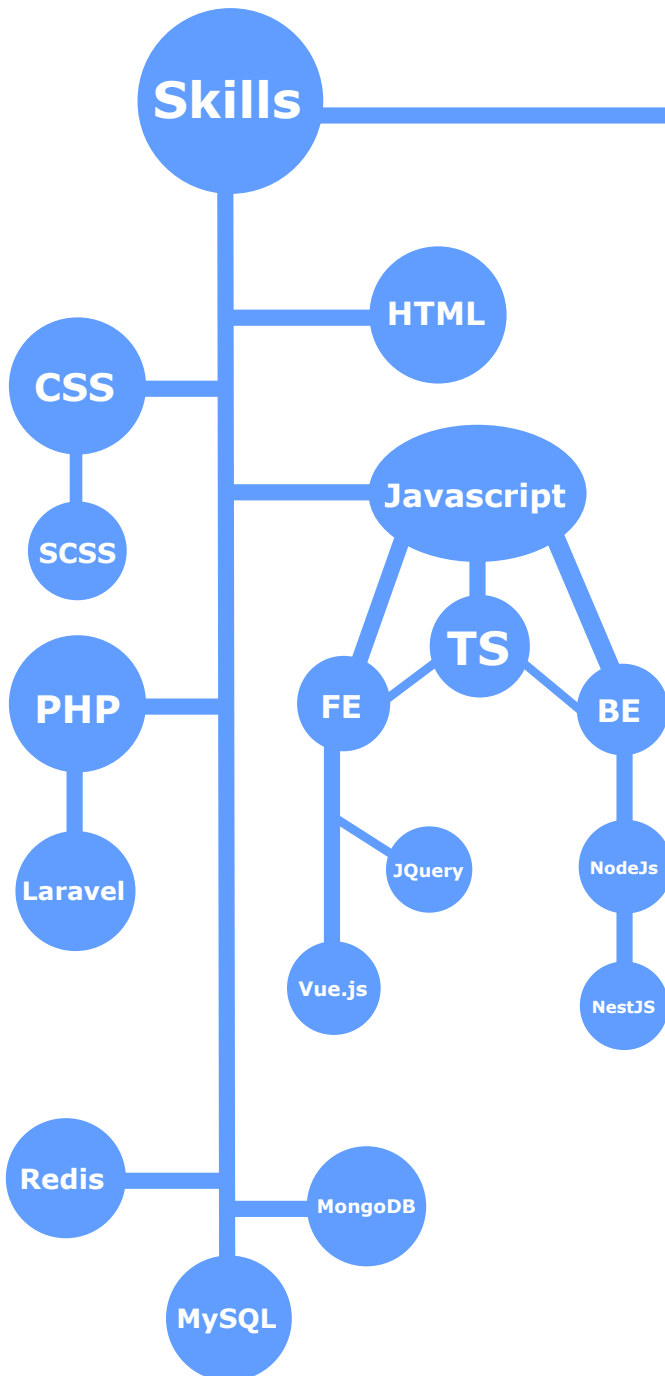 Skills
HTML
CSS
Javascript
SCSS
TS
PHP
FE
BE
JQuery
NodeJs
Laravel
Vue.js
NestJS
Redis
MongoDB
MySQL